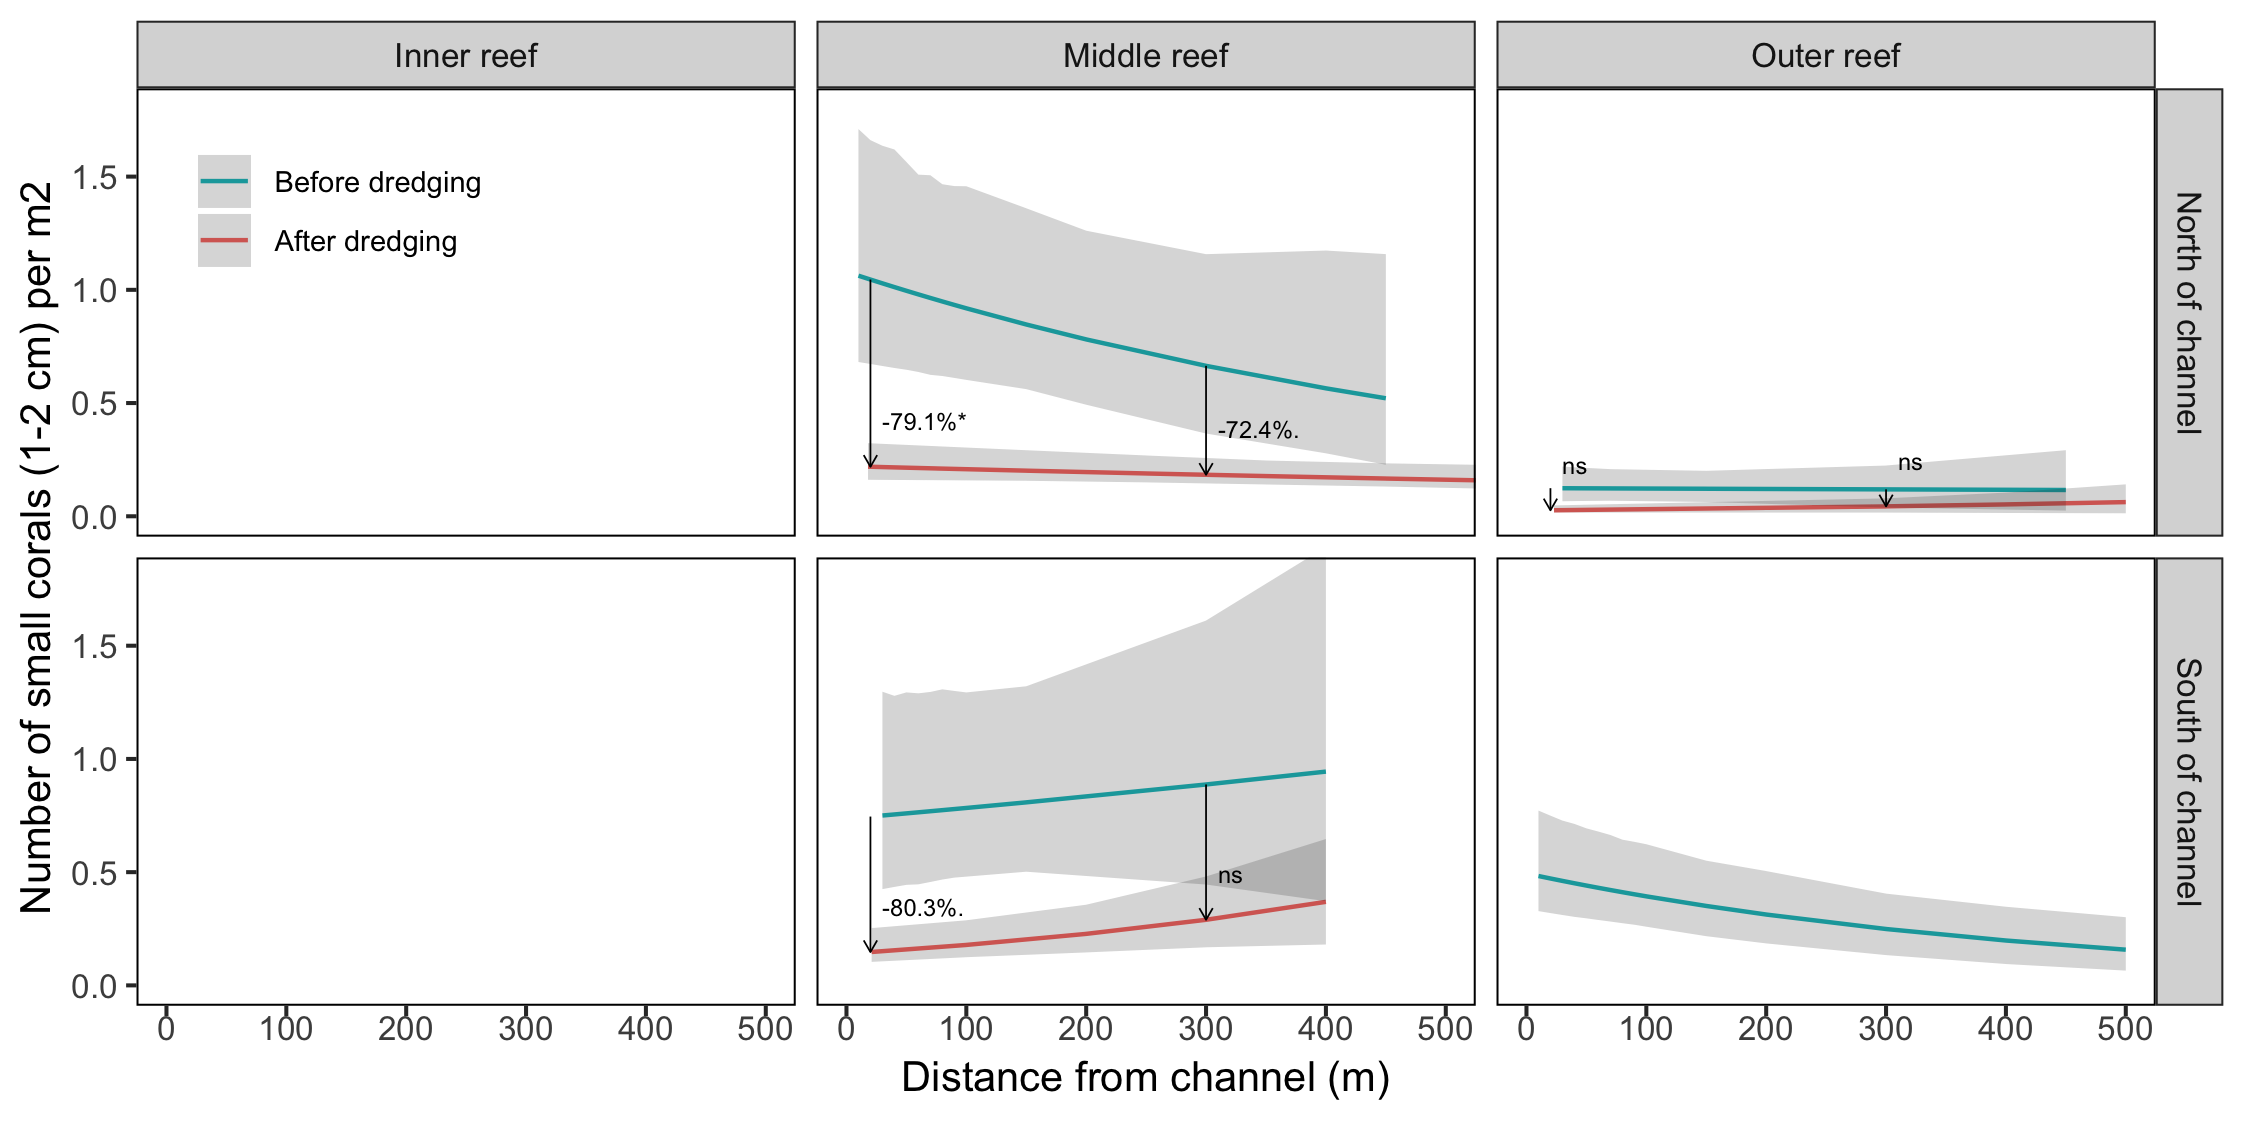 Inner reef
Middle reef
Outer reef
Number of small corals (1-2 cm) per m2
1.5
1.0
0.5
0.0
Before dredging
After dredging
-79.1%*
-72.4%.
ns
ns
North of channel
1.5
1.0
0.5
0.0
-80.3%.
ns
South of channel
0 100 200 300 400 500
0 100 200 300 400 500
0 100 200 300 400 500
Distance from channel (m)